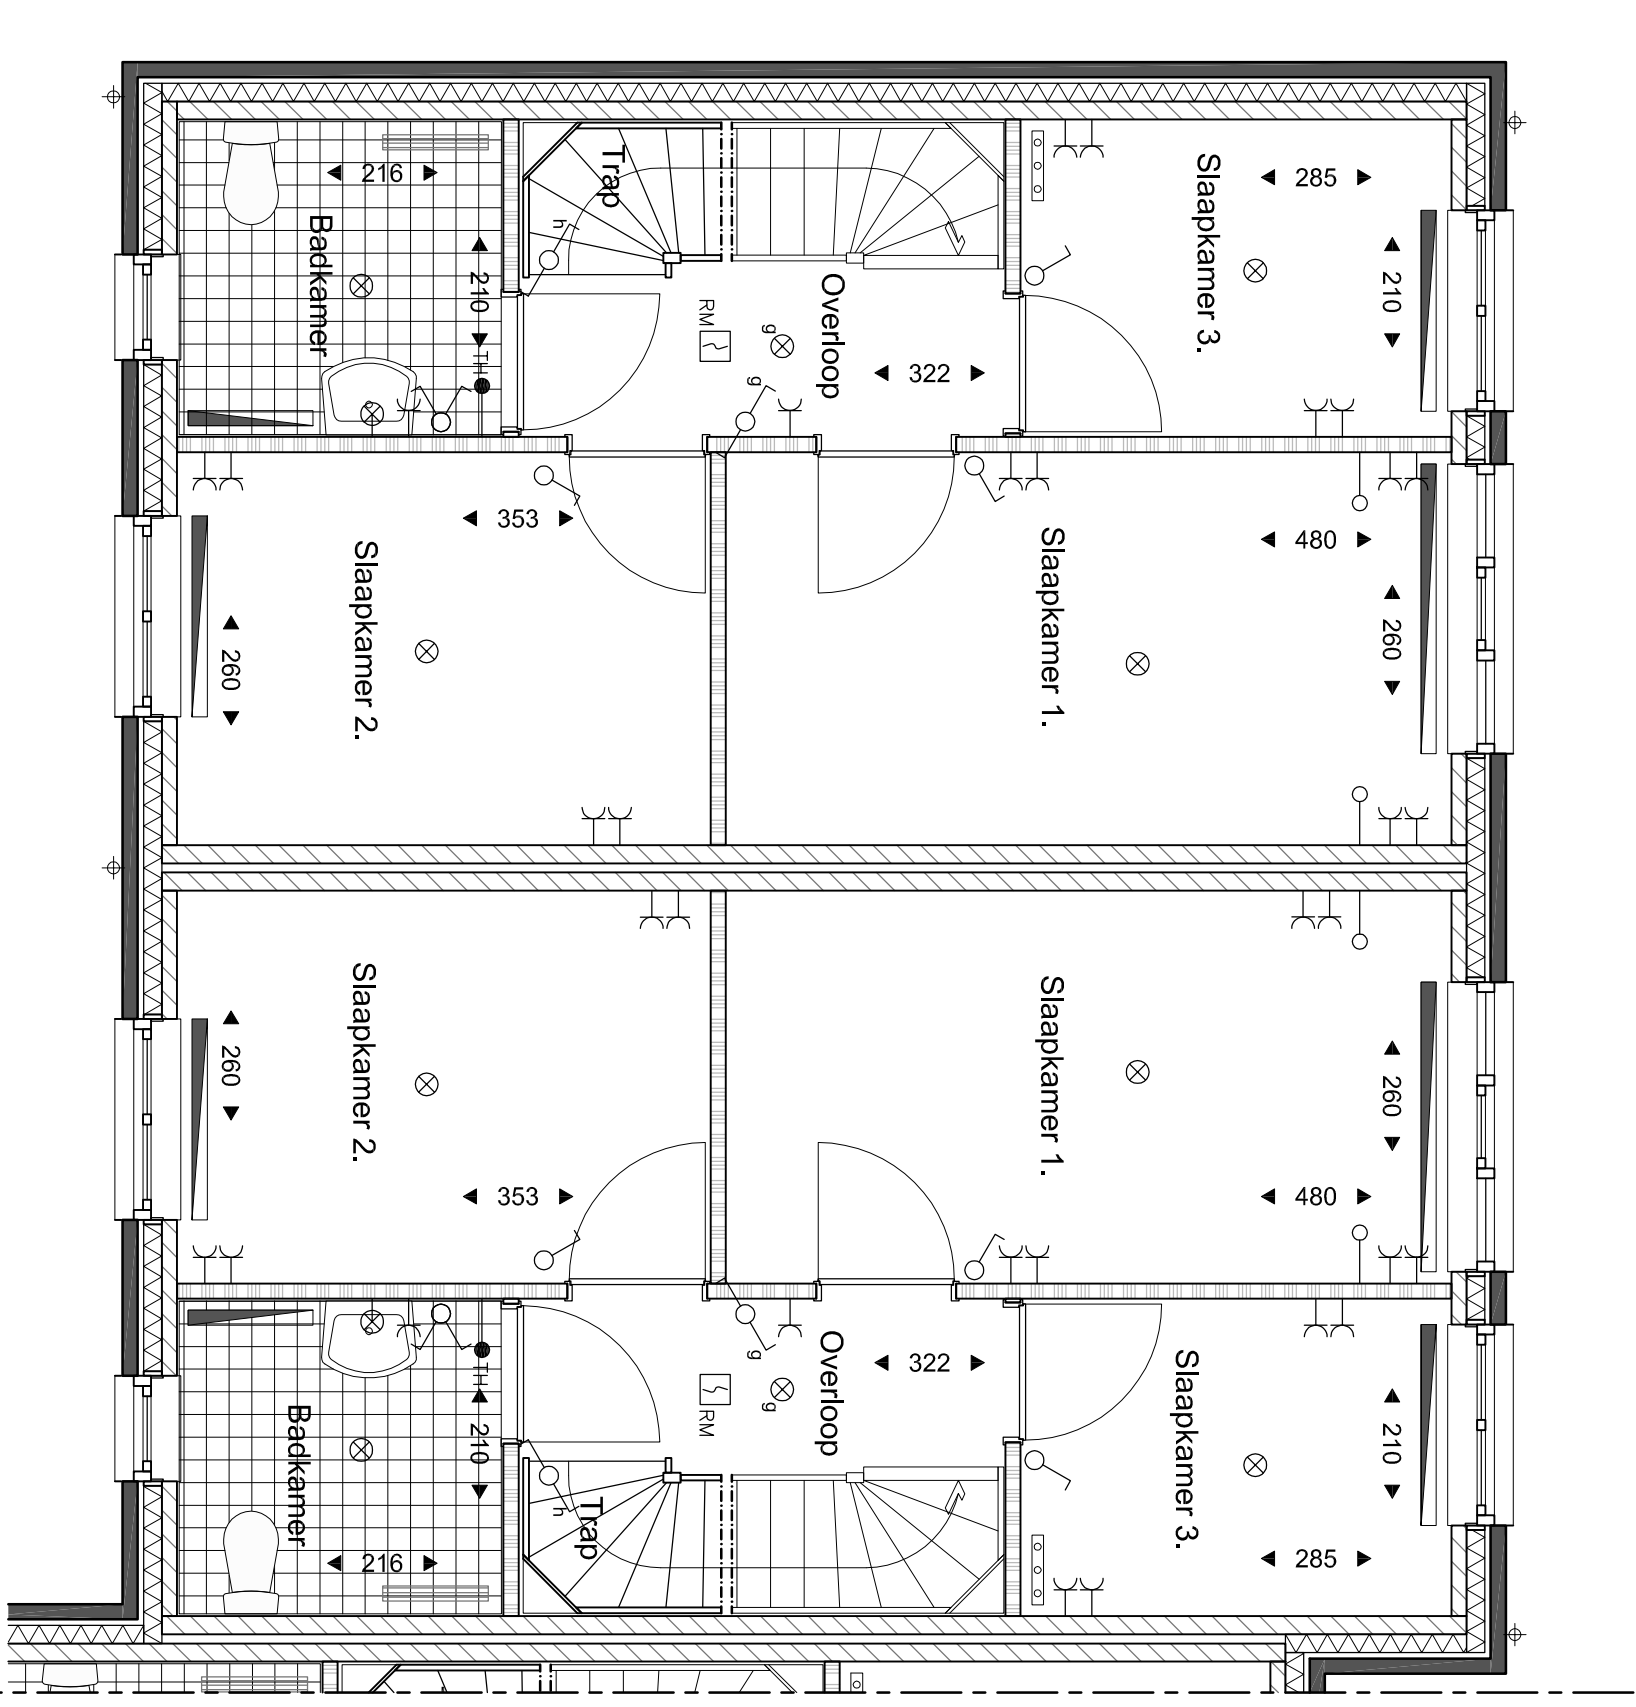 Trap
216
Slaapkamer 3.
285
h
Badkamer
210
Overloop
210
RM
g
TH
g
322
353
480
Slaapkamer 2.
Slaapkamer 1.
260
260
Slaapkamer 2.
Slaapkamer 1.
260
260
353
480
Overloop
g
322
Slaapkamer 3.
TH
g
RM
Badkamer
210
210
h
Trap
216
285